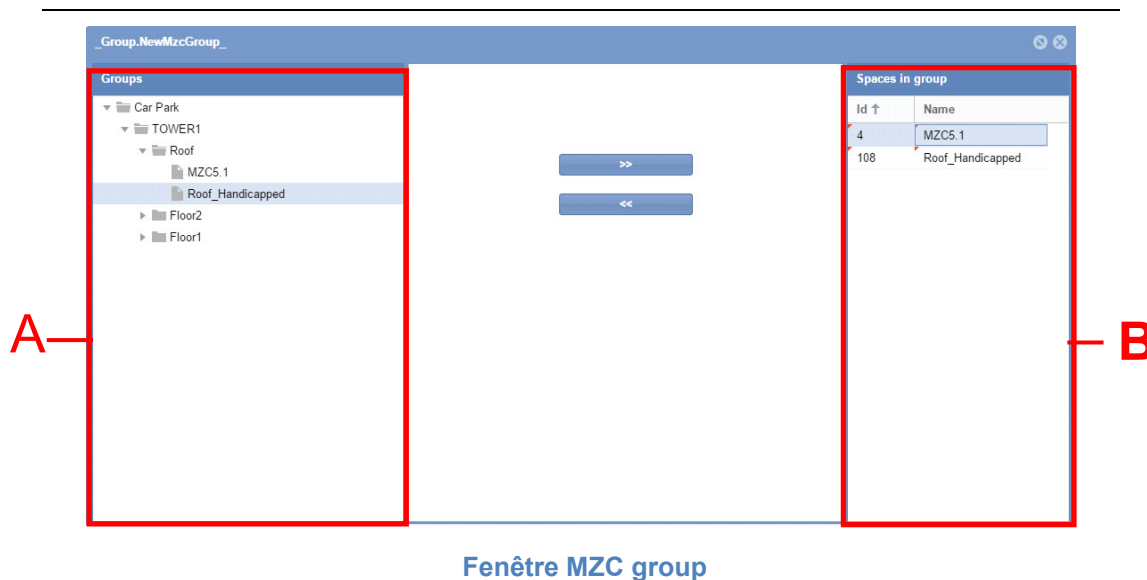 _Group.NewMzcGroup_
Groups
Car Park
TOWER1
Roof
MZC5.1
Roof_Handicapped
Floor2
Floor1
>>
<<
Spaces in group
Id ↑ Name
4 MZC5.1
108 Roof_Handicapped
A
B
Fenêtre MZC group